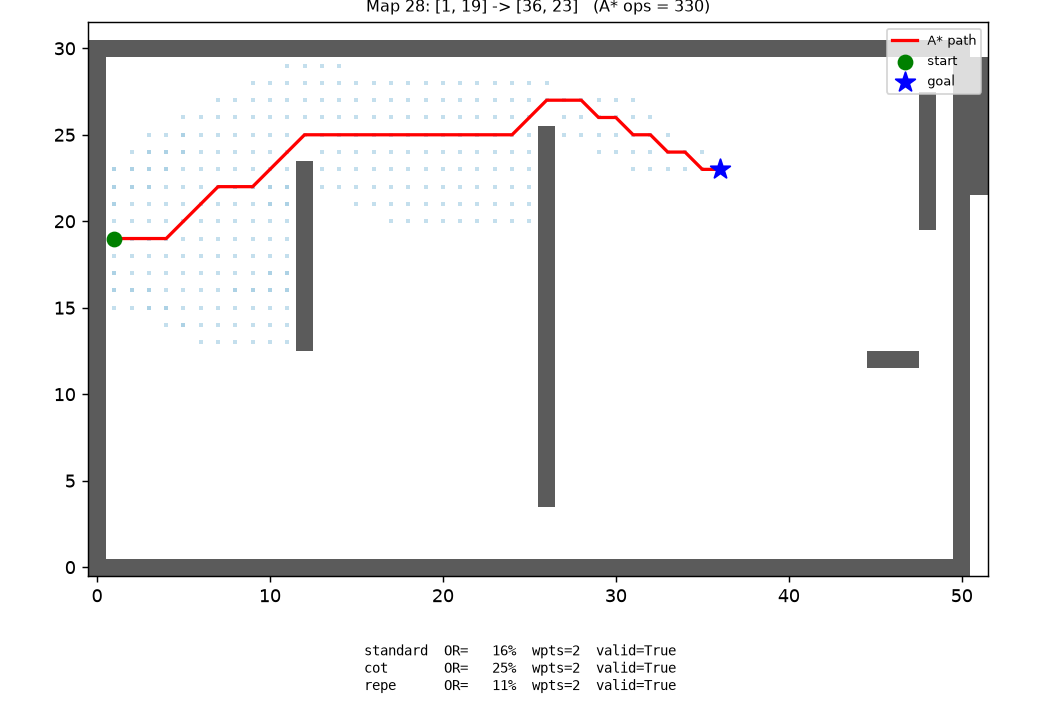 Map 28: [1, 19] -> [36, 23]   (A* ops = 330)
A* path
start
goal
30
25
20
15
10
5
0
0 10 20 30 40 50
standard  OR=   16%  wpts=2  valid=True
cot       OR=   25%  wpts=2  valid=True
repe      OR=   11%  wpts=2  valid=True